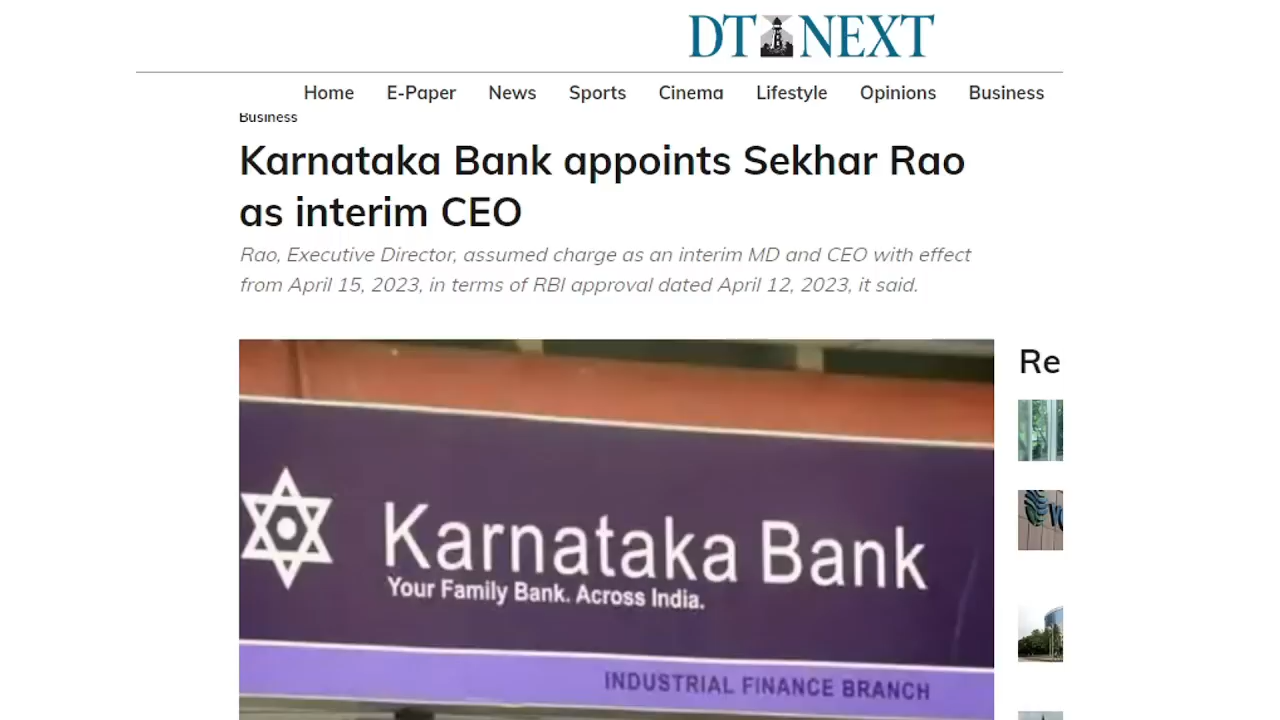 DT NEXT
Home E-Paper News Sports Cinema Lifestyle Opinions Business
Business
Karnataka Bank appoints Sekhar Rao
as interim CEO
Rao, Executive Director, assumed charge as an interim MD and CEO with effect
from April 15, 2023, in terms of RBI approval dated April 12, 2023, it said.
Re
Karnataka Bank
Your Family Bank. Across India.
INDUSTRIAL FINANCE BRANCH